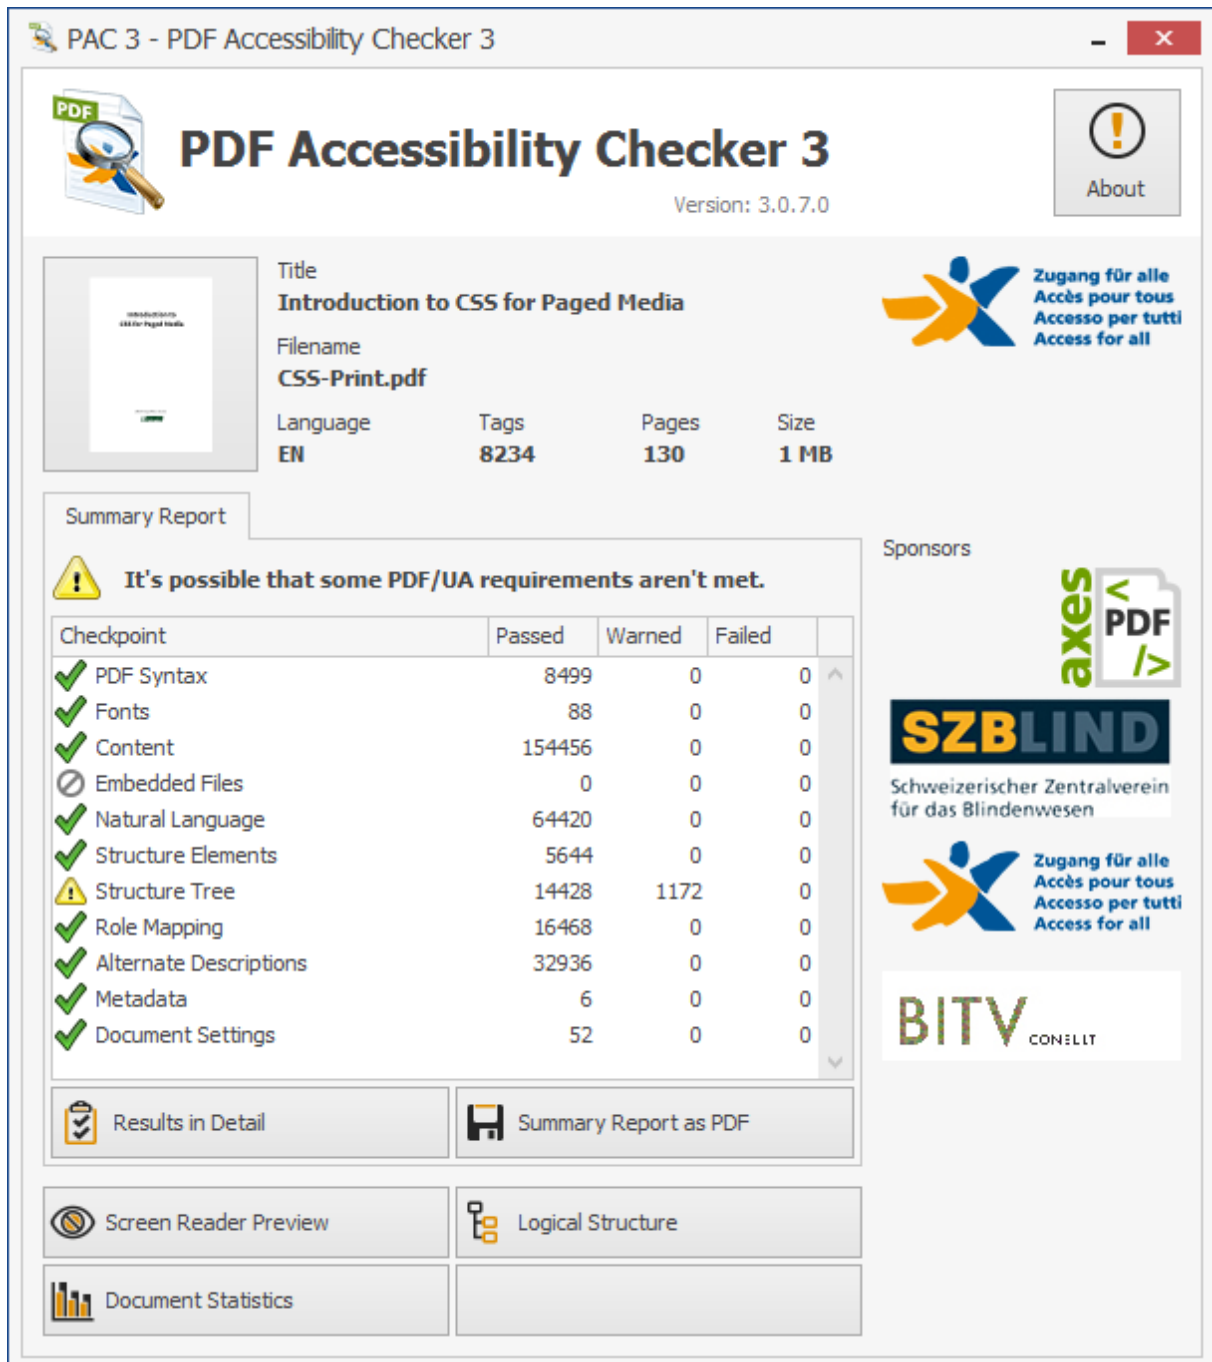 PAC 3 - PDF Accessibility Checker 3
PDF
PDF Accessibility Checker 3
Version: 3.0.7.0
About
Introduction to
CSS for Paged Media
Title
Introduction to CSS for Paged Media
Filename
CSS-Print.pdf
Language Tags Pages Size
EN 8234 130 1 MB
Zugang für alle
Accès pour tous
Accesso per tutti
Access for all
Summary Report
It's possible that some PDF/UA requirements aren't met.
Checkpoint Passed Warned Failed
PDF Syntax 8499 0 0
Fonts 88 0 0
Content 154456 0 0
Embedded Files 0 0 0
Natural Language 64420 0 0
Structure Elements 5644 0 0
Structure Tree 14428 1172 0
Role Mapping 16468 0 0
Alternate Descriptions 32936 0 0
Metadata 6 0 0
Document Settings 52 0 0
Results in Detail
Summary Report as PDF
Screen Reader Preview
Logical Structure
Document Statistics
Sponsors
axes
<
PDF
/>
SZBLIND
Schweizerischer Zentralverein
für das Blindenwesen
Zugang für alle
Accès pour tous
Accesso per tutti
Access for all
BITV